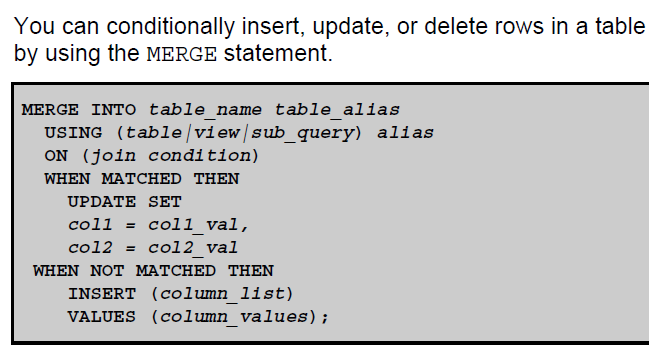 You can conditionally insert, update, or delete rows in a table
by using the MERGE statement.
MERGE INTO table_name table_alias
USING (table|view|sub_query) alias
ON (join condition)
WHEN MATCHED THEN
UPDATE SET
col1 = col1_val,
col2 = col2_val
WHEN NOT MATCHED THEN
INSERT (column_list)
VALUES (column_values);